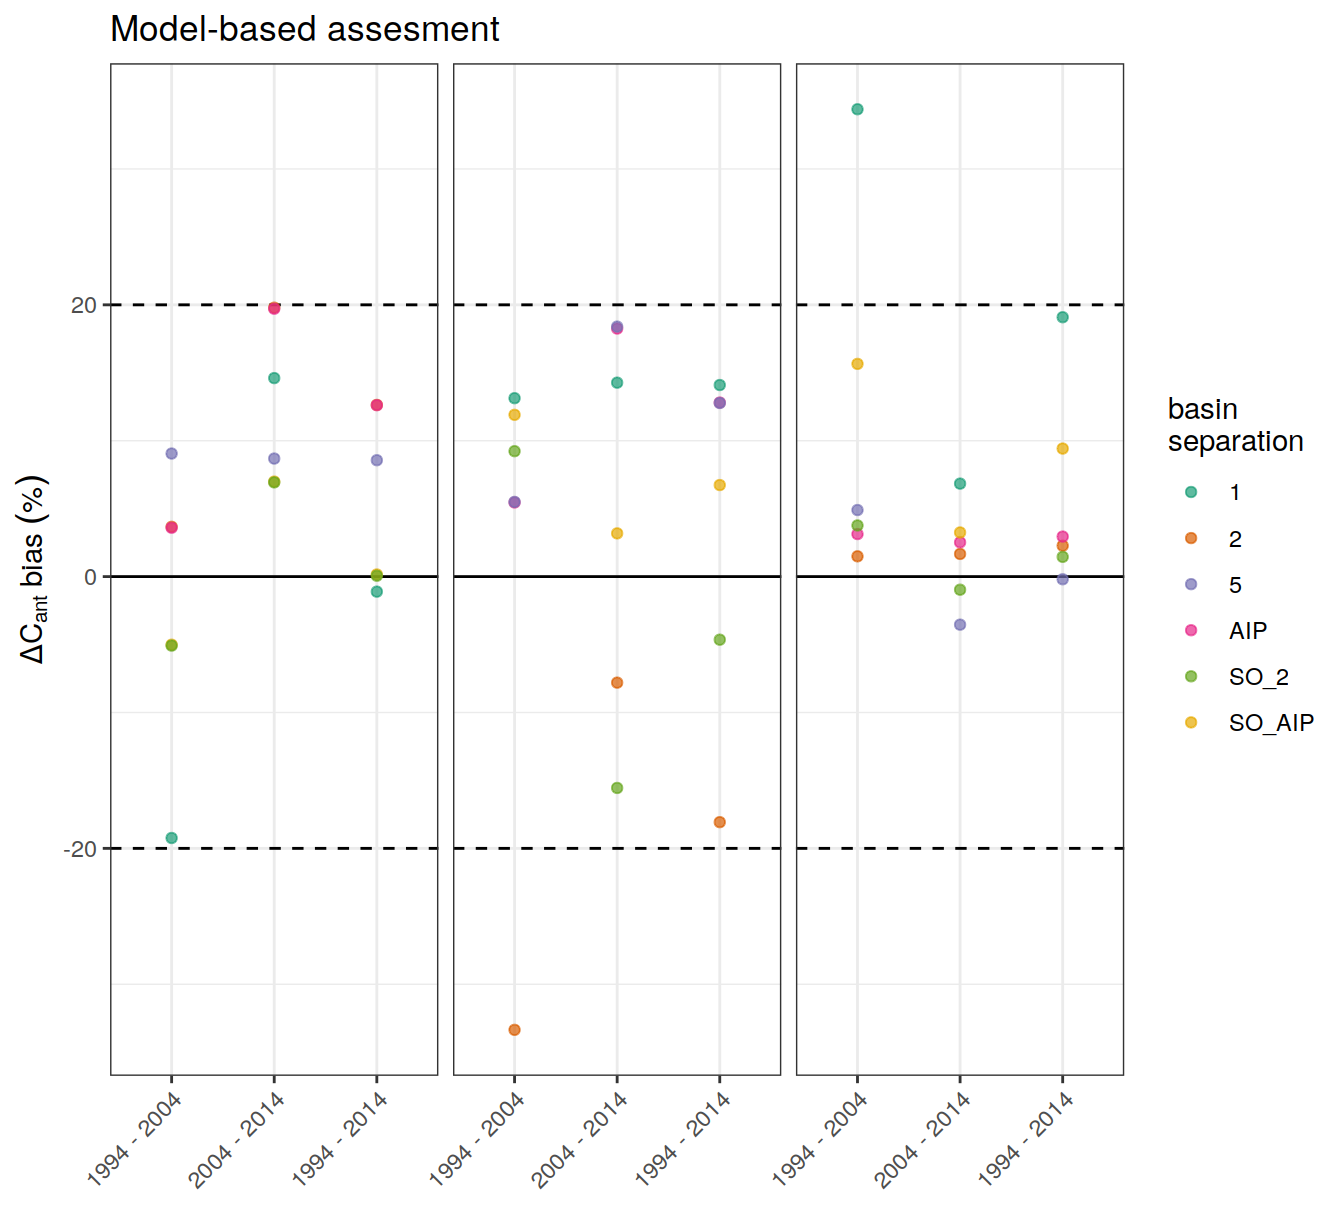 Model-based assesment
20
0
-20
ΔCant bias (%)
1994 - 2004
2004 - 2014
1994 - 2014
1994 - 2004
2004 - 2014
1994 - 2014
1994 - 2004
2004 - 2014
1994 - 2014
basin
separation
1
2
5
AIP
SO_2
SO_AIP